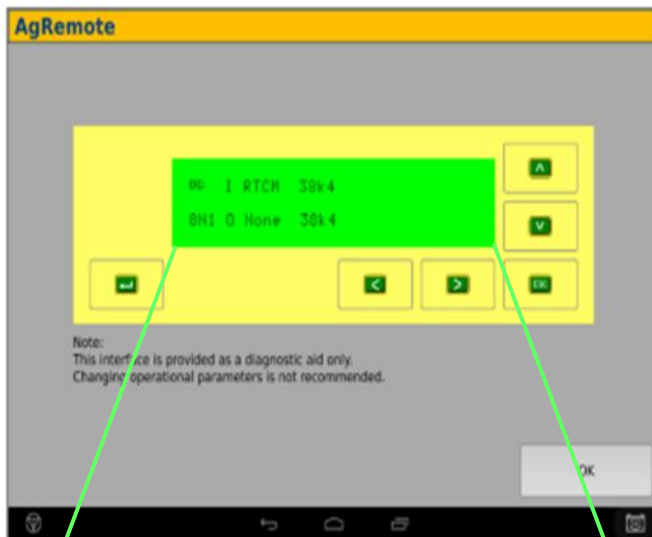 AgRemote
I RTCM 38k4
8N1 O None 38k4
OK
Note:
This interface is provided as a diagnostic aid only.
Changing operational parameters is not recommended.
OK